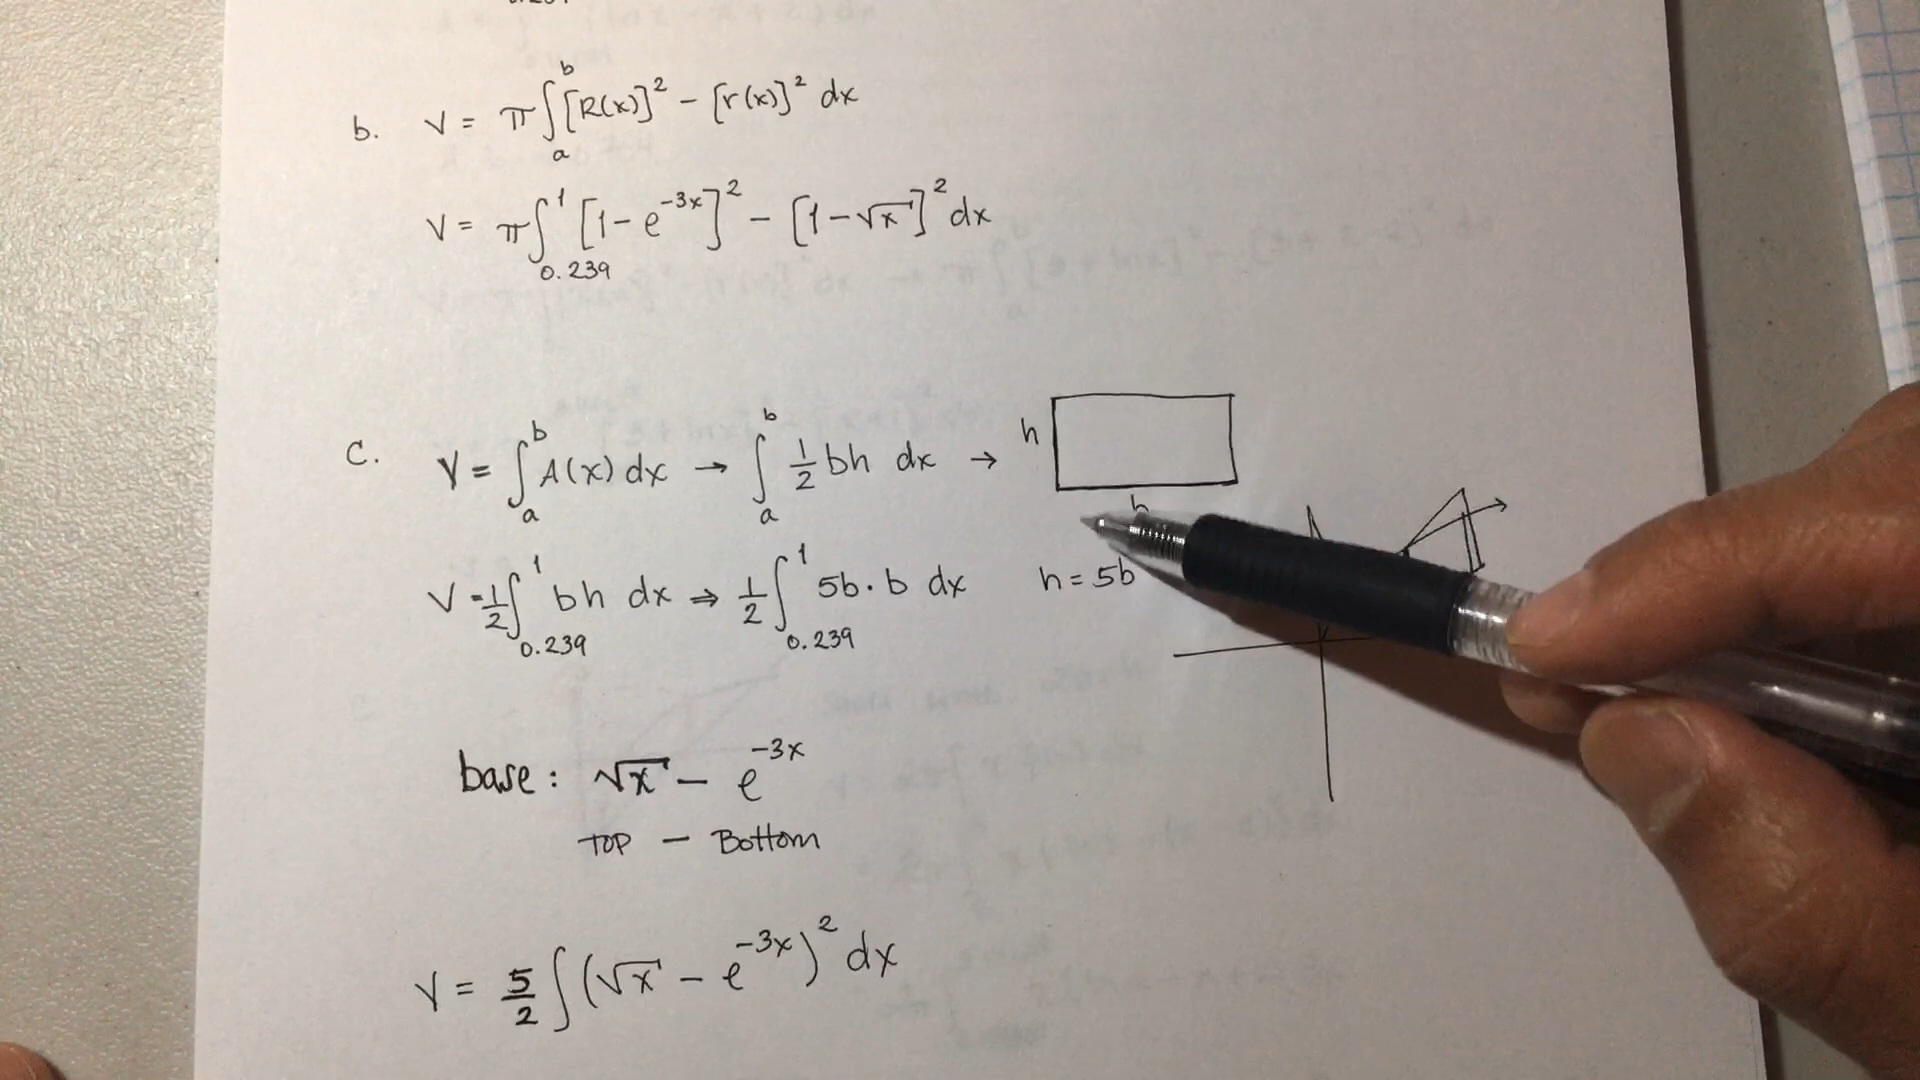 b. V = π∫ₐᵇ [R(x)]² − [r(x)]² dx
V = π∫₀.₂₃₉¹ [1 − e⁻³ˣ]² − [1 − √x]² dx
c. V = ∫ₐᵇ A(x) dx → ∫ₐᵇ ½ bh dx → h
V = ½∫₀.₂₃₉¹ bh dx ⇒ ½∫₀.₂₃₉¹ 5b · b dx h = 5b
base: √x − e⁻³ˣ
TOP − Bottom
V = 5/2 ∫(√x − e⁻³ˣ)² dx